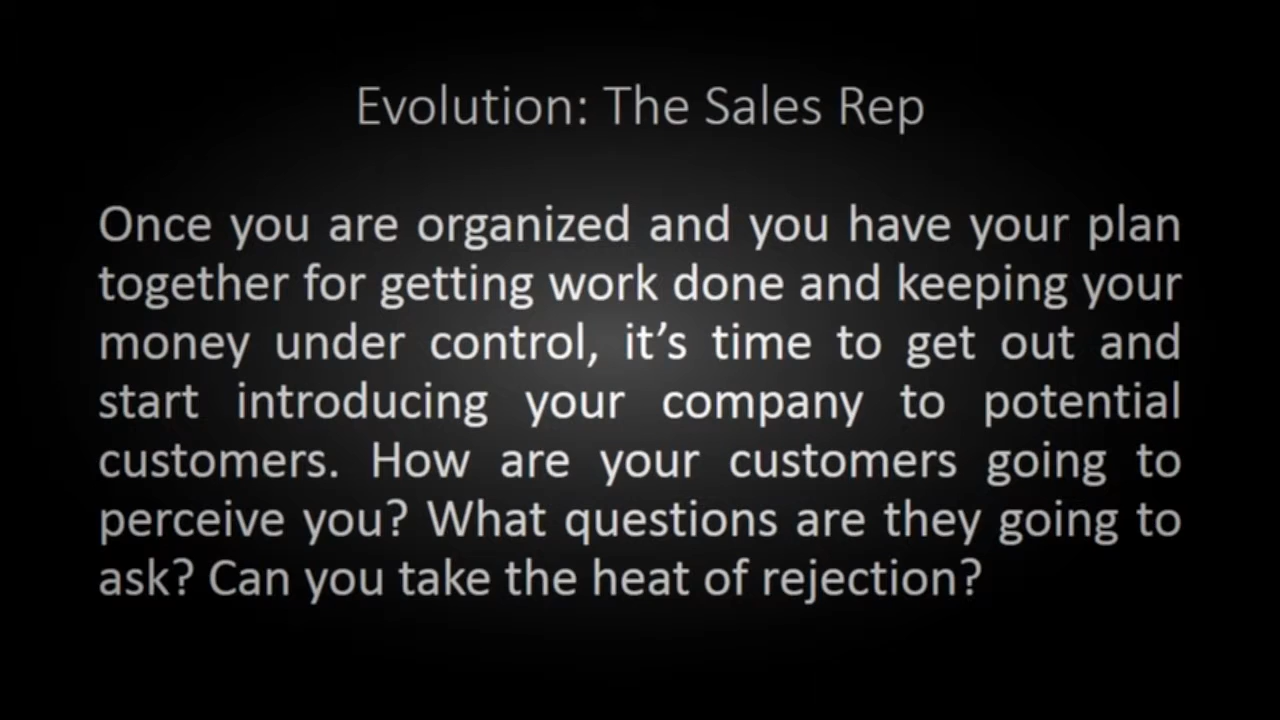 Evolution: The Sales Rep
Once you are organized and you have your plan
together for getting work done and keeping your
money under control, it’s time to get out and
start introducing your company to potential
customers. How are your customers going to
perceive you? What questions are they going to
ask? Can you take the heat of rejection?